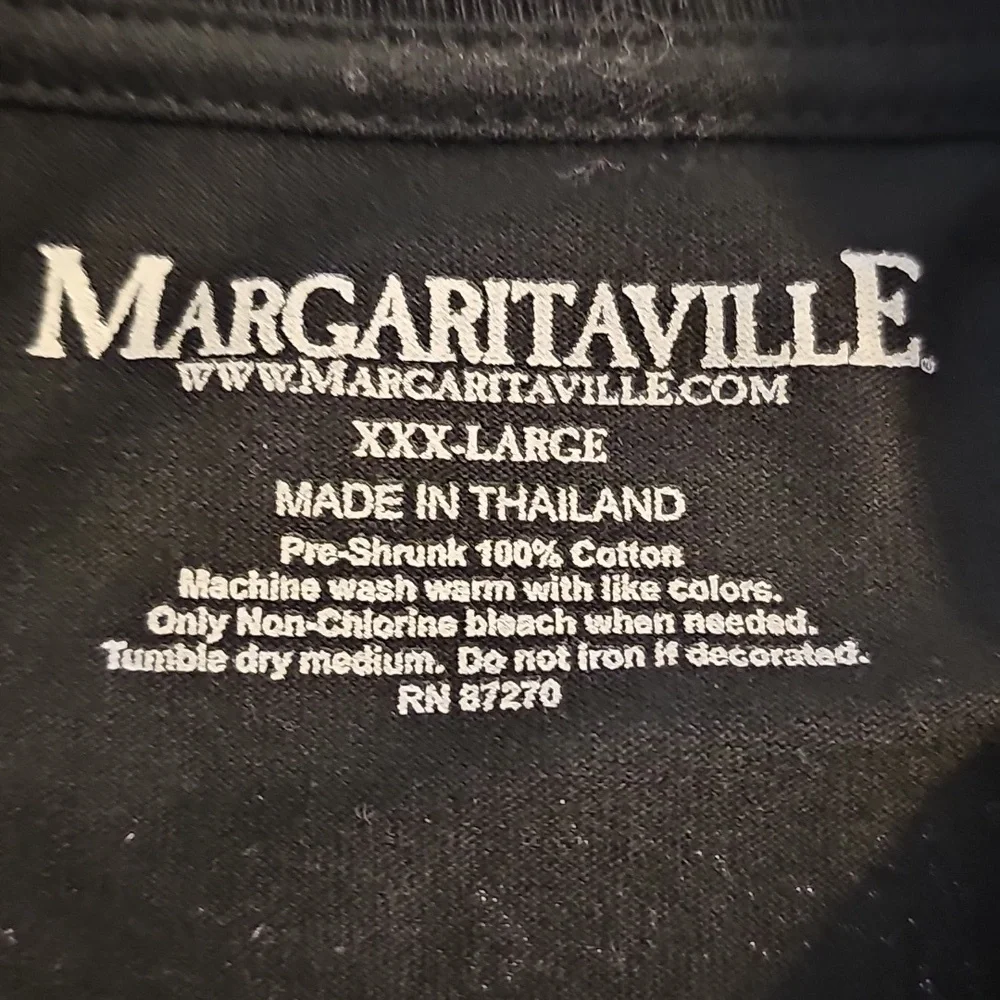 MARGARITAVILLE®
WWW.MARGARITAVILLE.COM
XXX-LARGE
MADE IN THAILAND
Pre-Shrunk 100% Cotton
Machine wash warm with like colors.
Only Non-Chlorine bleach when needed.
Tumble dry medium. Do not iron if decorated.
RN 87270